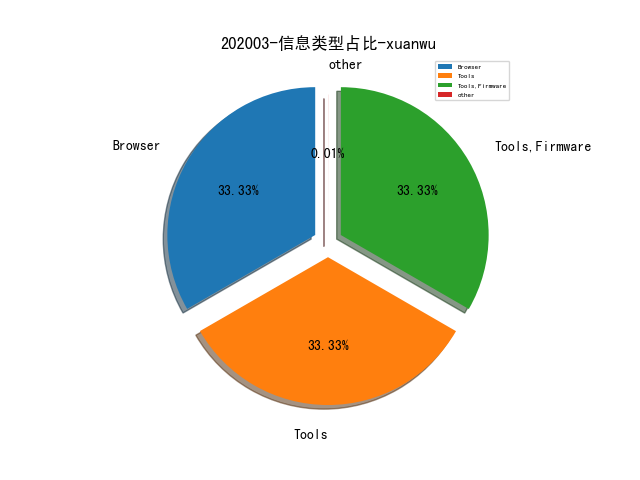 202003-信息类型占比-xuanwu
other
Browser
Tools
Tools,Firmware
other
Browser
Tools,Firmware
0.01%
33.33%
33.33%
33.33%
Tools